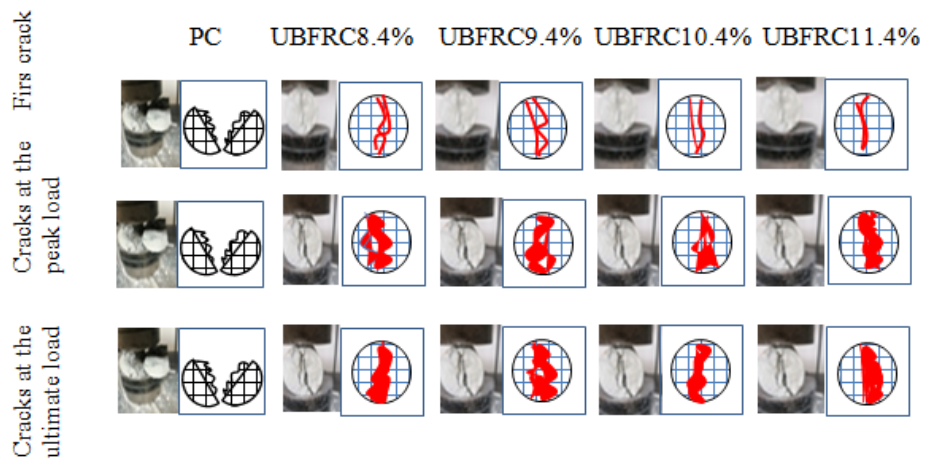 PC UBFRC8.4% UBFRC9.4% UBFRC10.4% UBFRC11.4%
Firs crack
Cracks at the
peak load
Cracks at the
ultimate load